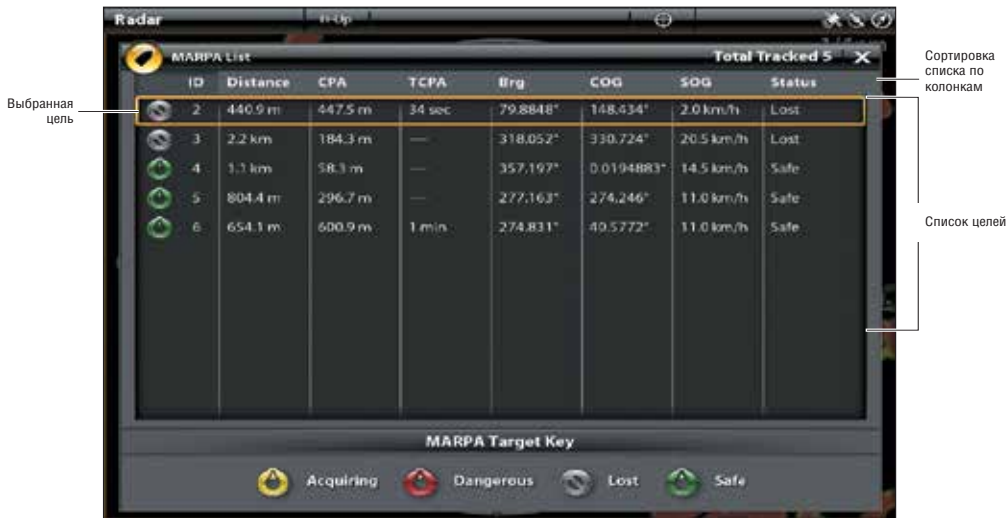 Radar H-Up
MARPA List Total Tracked 5 X
ID Distance CPA TCPA Brg COG SOG Status
2 440.9 m 447.5 m 34 sec 79.8848° 148.434° 2.0 km/h Lost
3 2.2 km 184.3 m — 318.052° 330.724° 20.5 km/h Lost
4 1.1 km 58.3 m — 357.197° 0.0194883° 14.5 km/h Safe
5 804.4 m 296.7 m — 277.163° 274.246° 11.0 km/h Safe
6 654.1 m 600.9 m 1 min 274.831° 40.5772° 11.0 km/h Safe
MARPA Target Key
Acquiring Dangerous Lost Safe
Выбранная
цель
Сортировка
списка по
колонкам
Список целей